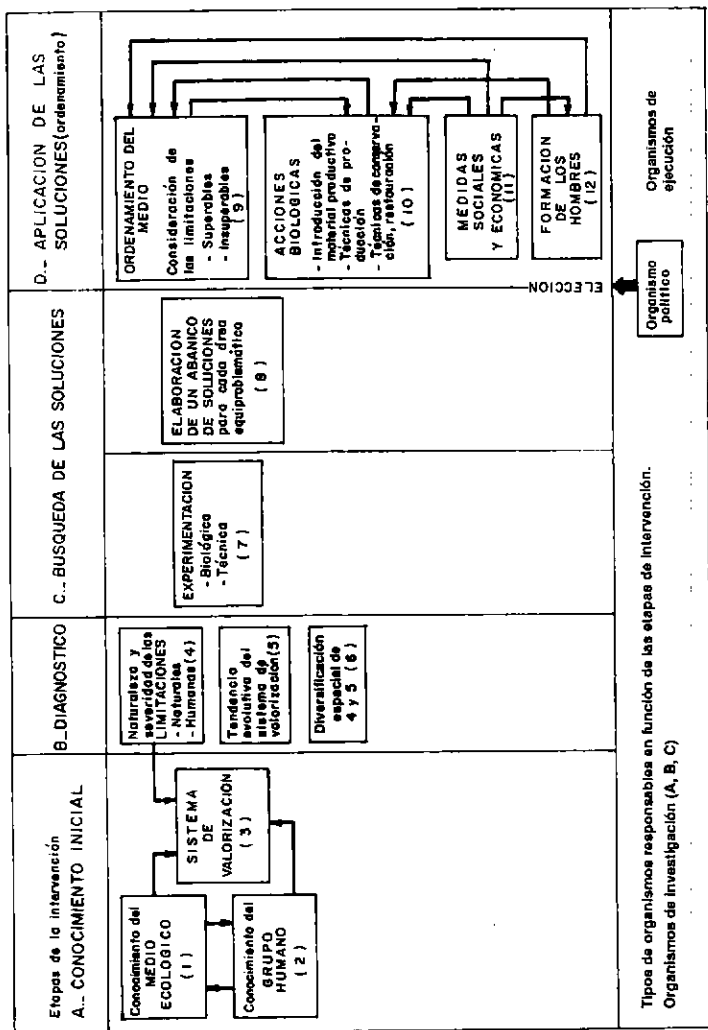 Etapas de la intervención
A._ CONOCIMIENTO INICIAL
Conocimiento del
MEDIO
ECOLOGICO
(1)
Conocimiento del
GRUPO
HUMANO
(2)
SISTEMA
DE
VALORIZACION
(3)
B_DIAGNOSTICO
Naturaleza y
severidad de las
LIMITACIONES
- Naturales
- Humanas(4)
Tendencia
evolutiva del
sistema de
valorización(5)
Diversificación
espacial de
4 y 5 (6)
C._ BUSQUEDA DE LAS SOLUCIONES
EXPERIMENTACION
- Biológica
- Técnica
(7)
ELABORACION
DE UN ABANICO
DE SOLUCIONES
para cada área
equiproblemática
(8)
D._ APLICACION DE LAS
SOLUCIONES(ordenamiento)
ORDENAMIENTO DEL
MEDIO
Consideración de
las limitaciones
- Superables
- Insuperables
(9)
ACCIONES
BIOLOGICAS
- Introducción del
material productivo
- Técnicas de pro-
ducción
- Técnicas de conserva-
ción, restauración
(10)
MEDIDAS
SOCIALES
Y ECONOMICAS
(11)
FORMACION
DE LOS
HOMBRES
(12)
ELECCION
Tipos de organismos responsables en función de las etapas de intervención.
Organismos de investigación (A, B, C)
Organismo
político
Organismos de
ejecución